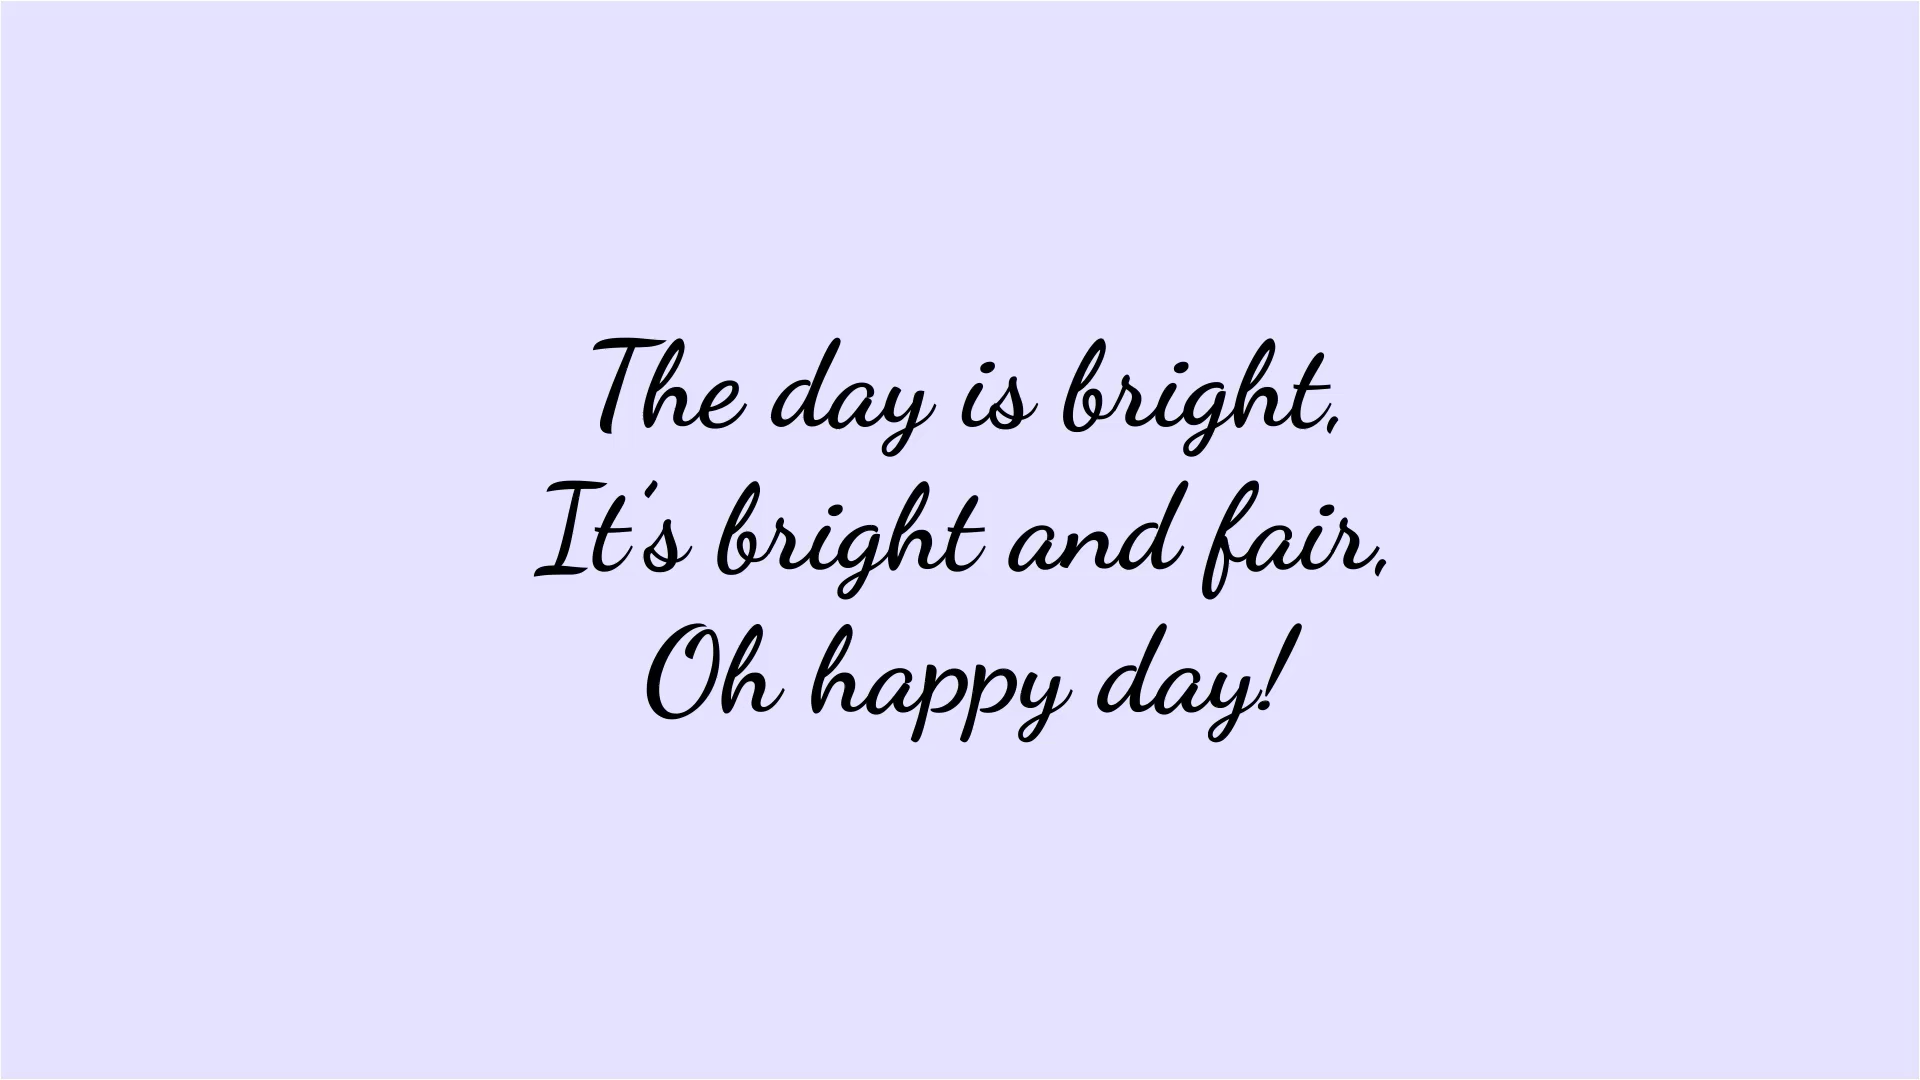 The day is bright,
It’s bright and fair,
Oh happy day!